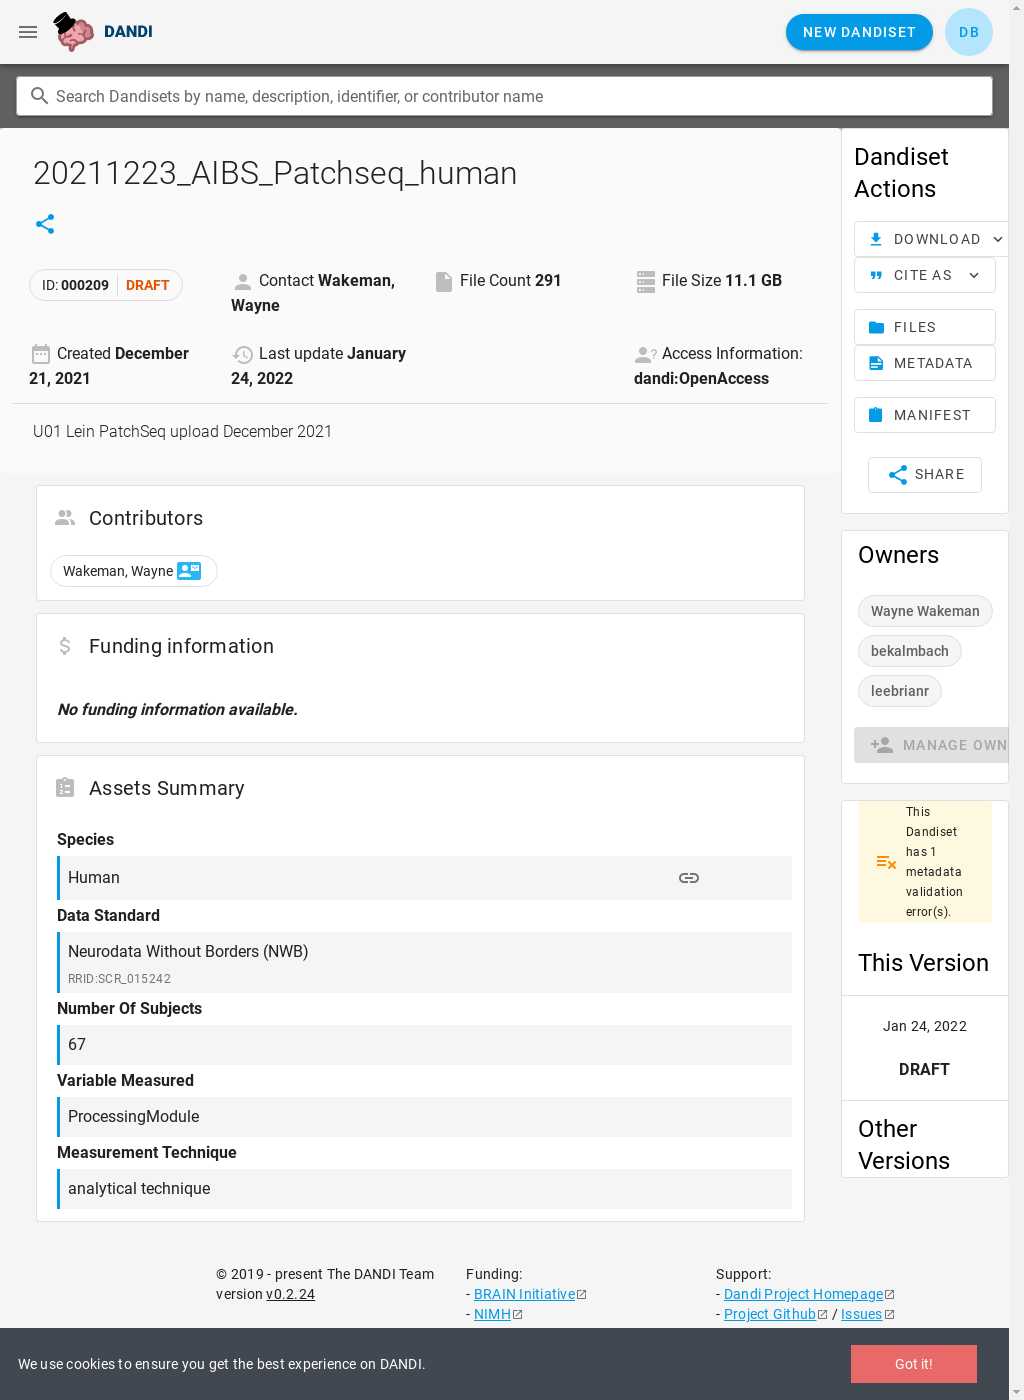 DANDI
NEW DANDISET
DB
Search Dandisets by name, description, identifier, or contributor name
20211223_AIBS_Patchseq_human
ID: 000209 DRAFT
Contact Wakeman, Wayne
File Count 291
File Size 11.1 GB
Created December 21, 2021
Last update January 24, 2022
Access Information: dandi:OpenAccess
U01 Lein PatchSeq upload December 2021
Contributors
Wakeman, Wayne
Funding information
No funding information available.
Assets Summary
Species
Human
Data Standard
Neurodata Without Borders (NWB)
RRID:SCR_015242
Number Of Subjects
67
Variable Measured
ProcessingModule
Measurement Technique
analytical technique
Dandiset
Actions
DOWNLOAD
CITE AS
FILES
METADATA
MANIFEST
SHARE
Owners
Wayne Wakeman
bekalmbach
leebrianr
MANAGE OWN
This
Dandiset
has 1
metadata
validation
error(s).
This Version
Jan 24, 2022
DRAFT
Other
Versions
© 2019 - present The DANDI Team
version v0.2.24
Funding:
- BRAIN Initiative
- NIMH
Support:
- Dandi Project Homepage
- Project Github / Issues
We use cookies to ensure you get the best experience on DANDI.
Got it!